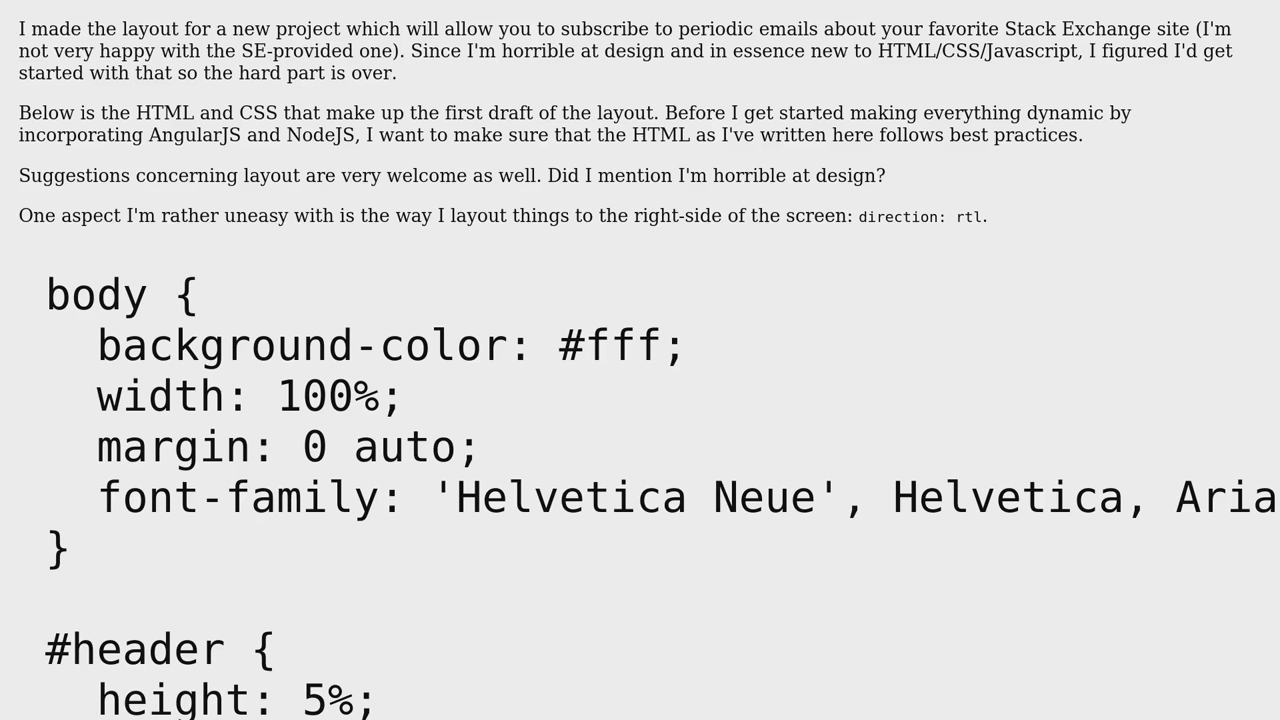 I made the layout for a new project which will allow you to subscribe to periodic emails about your favorite Stack Exchange site (I'm
not very happy with the SE-provided one). Since I'm horrible at design and in essence new to HTML/CSS/Javascript, I figured I'd get
started with that so the hard part is over.
Below is the HTML and CSS that make up the first draft of the layout. Before I get started making everything dynamic by
incorporating AngularJS and NodeJS, I want to make sure that the HTML as I've written here follows best practices.
Suggestions concerning layout are very welcome as well. Did I mention I'm horrible at design?
One aspect I'm rather uneasy with is the way I layout things to the right-side of the screen: direction: rtl.
body {
  background-color: #fff;
  width: 100%;
  margin: 0 auto;
  font-family: 'Helvetica Neue', Helvetica, Aria
}
#header {
  height: 5%;